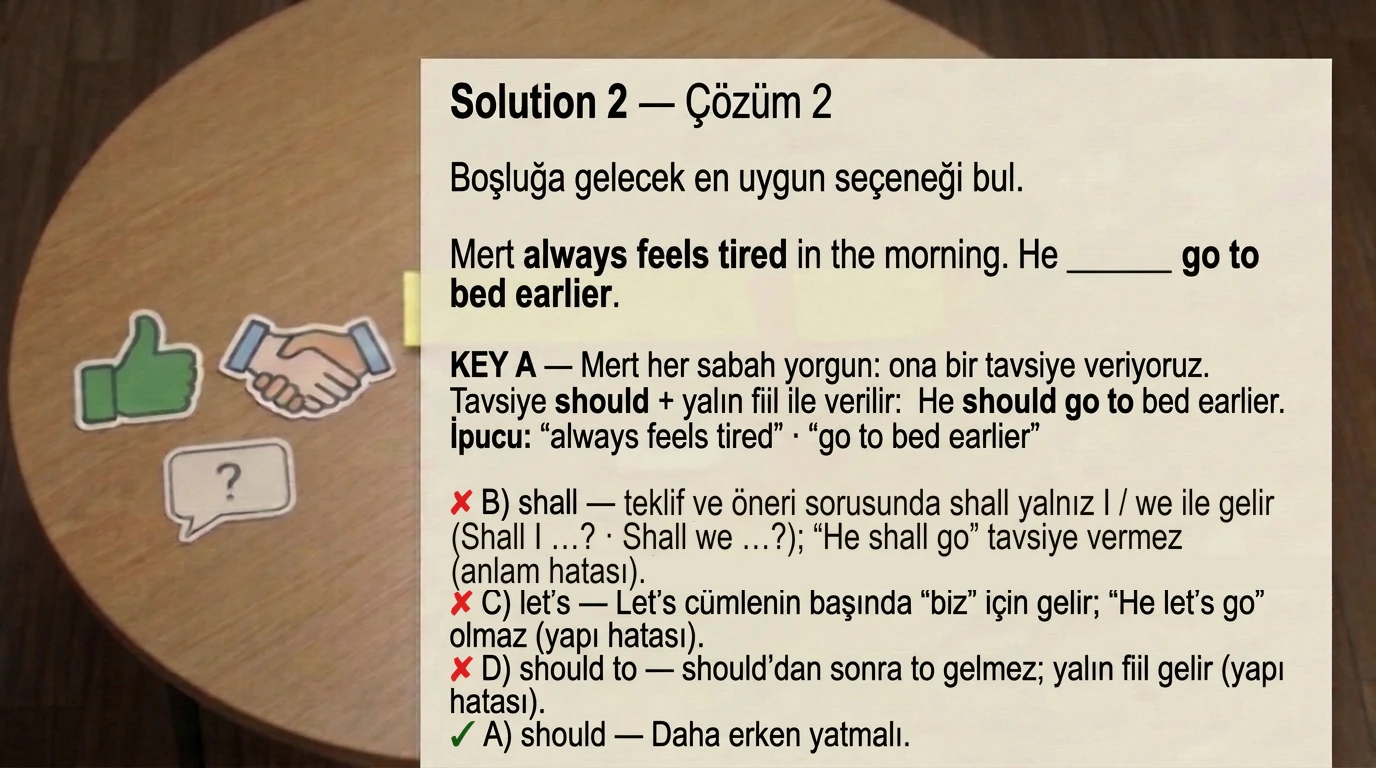 Solution 2 — Çözüm 2
Boşluğa gelecek en uygun seçeneği bul.
Mert always feels tired in the morning. He ______ go to
bed earlier.
KEY A — Mert her sabah yorgun: ona bir tavsiye veriyoruz.
Tavsiye should + yalın fiil ile verilir:  He should go to bed earlier.
İpucu: “always feels tired” · “go to bed earlier”
✘ B) shall — teklif ve öneri sorusunda shall yalnız I / we ile gelir
(Shall I …? · Shall we …?); “He shall go” tavsiye vermez
(anlam hatası).
✘ C) let’s — Let’s cümlenin başında “biz” için gelir; “He let’s go”
olmaz (yapı hatası).
✘ D) should to — should’dan sonra to gelmez; yalın fiil gelir (yapı
hatası).
✓ A) should — Daha erken yatmalı.
?